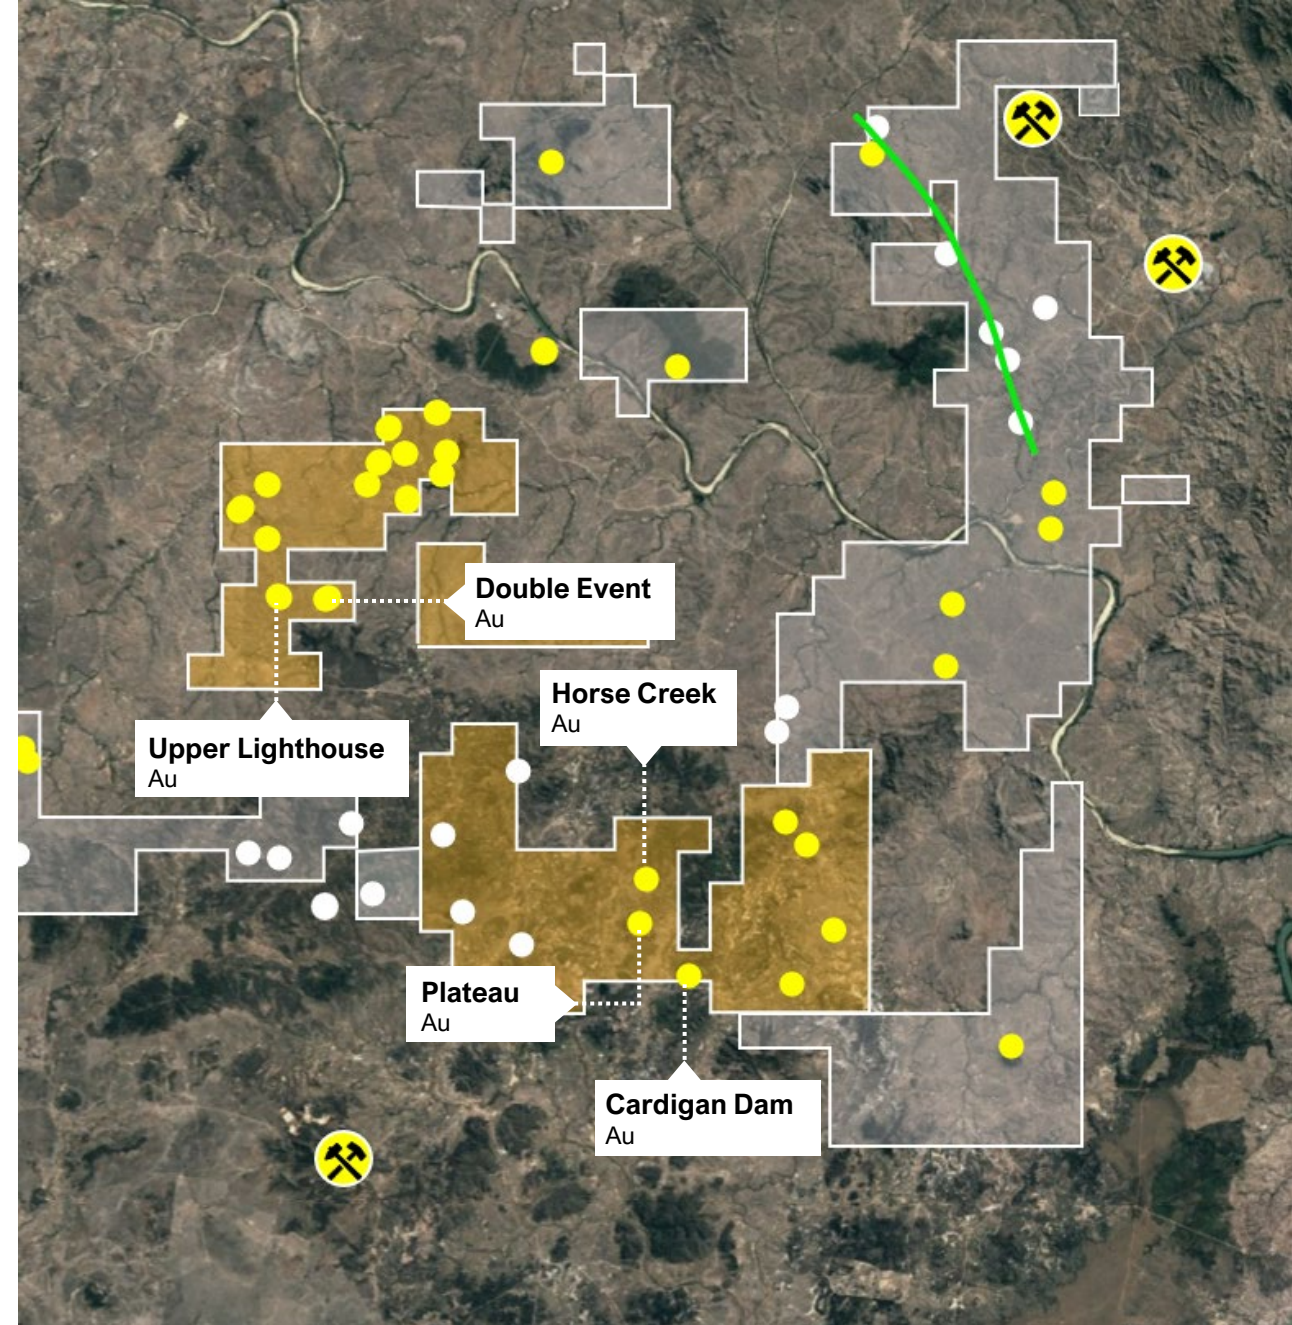 Double Event
Au
Horse Creek
Au
Upper Lighthouse
Au
Plateau
Au
Cardigan Dam
Au